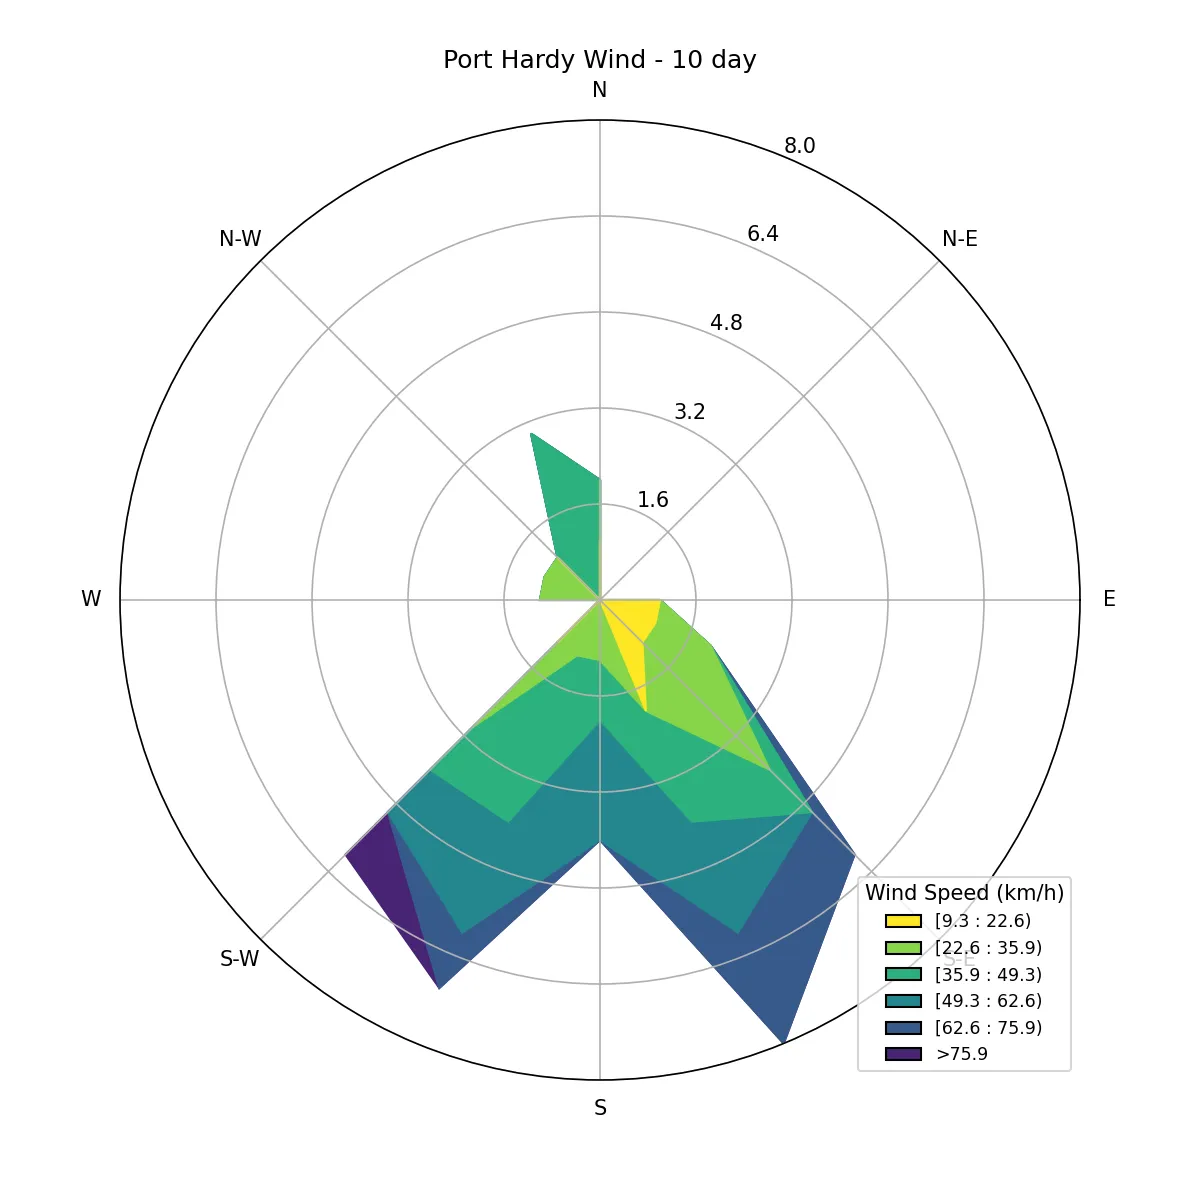 Port Hardy Wind - 10 day
N
8.0
N-W
6.4
N-E
4.8
3.2
1.6
W
E
Wind Speed (km/h)
[9.3 : 22.6)
[22.6 : 35.9)
S-W
S-E
[35.9 : 49.3)
[49.3 : 62.6)
[62.6 : 75.9)
>75.9
S